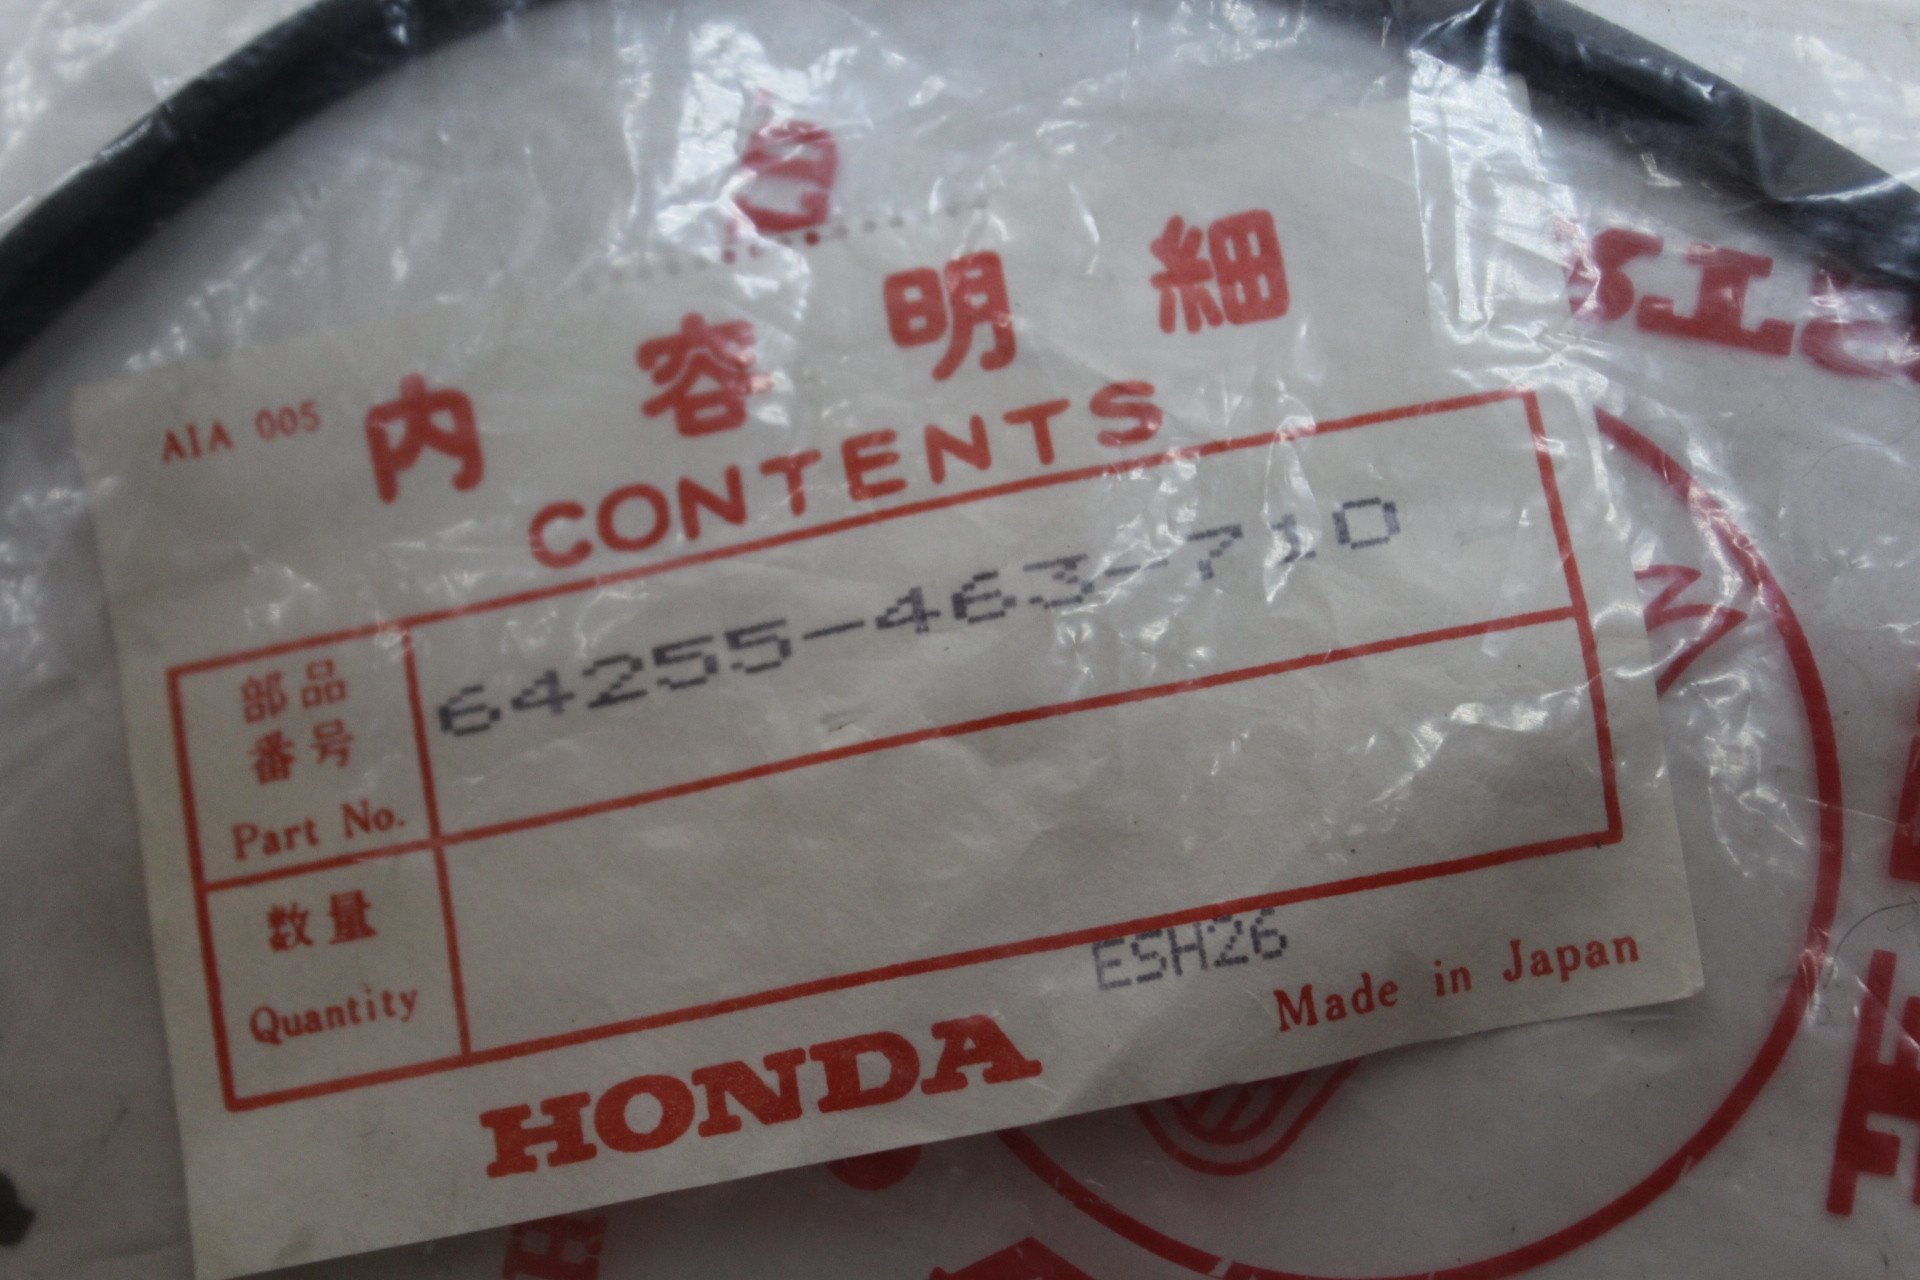 AIA 005
内容明細
CONTENTS
部品
番号
Part No.
64255-463-710
数量
Quantity
ESH26
HONDA
Made in Japan